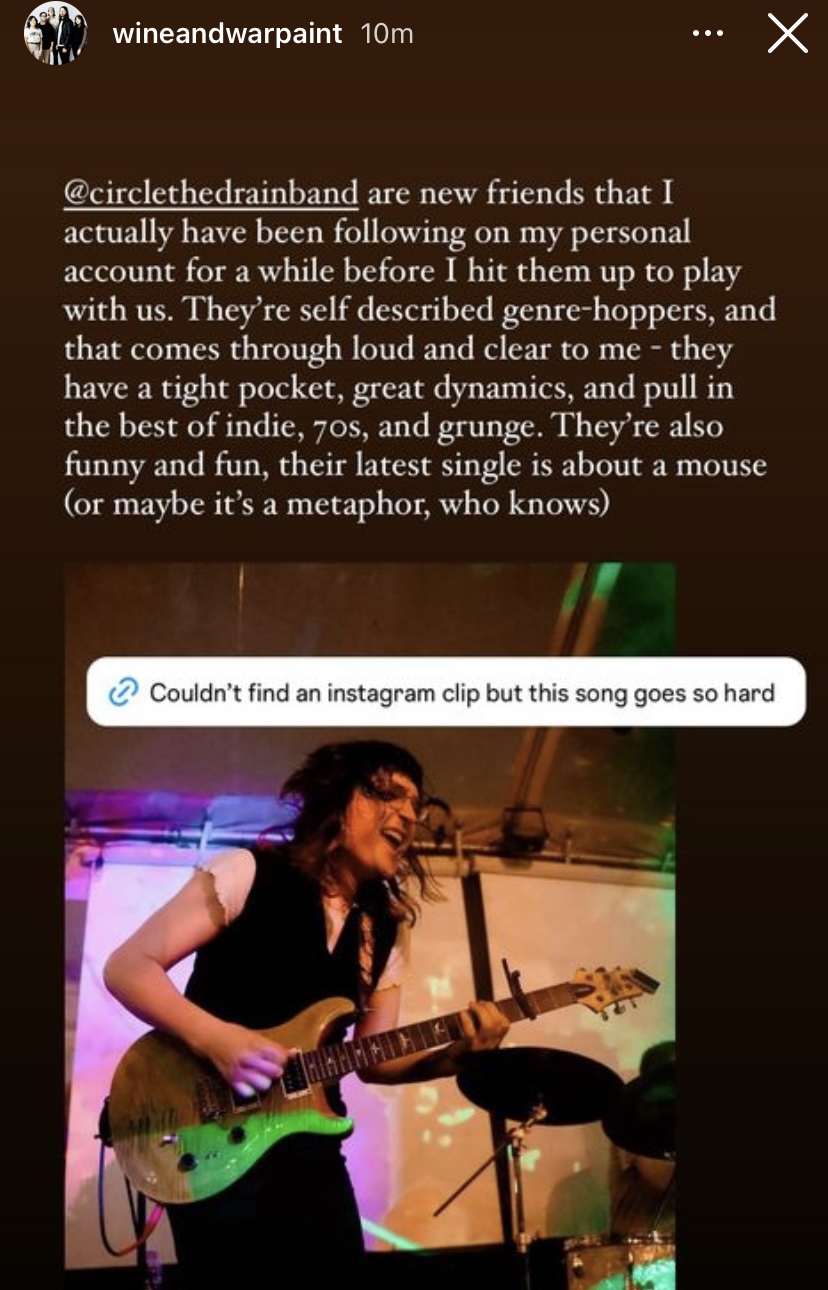 wineandwarpaint 10m
@circlethedrainband are new friends that I
actually have been following on my personal
account for a while before I hit them up to play
with us. They’re self described genre-hoppers, and
that comes through loud and clear to me - they
have a tight pocket, great dynamics, and pull in
the best of indie, 70s, and grunge. They’re also
funny and fun, their latest single is about a mouse
(or maybe it’s a metaphor, who knows)
Couldn’t find an instagram clip but this song goes so hard